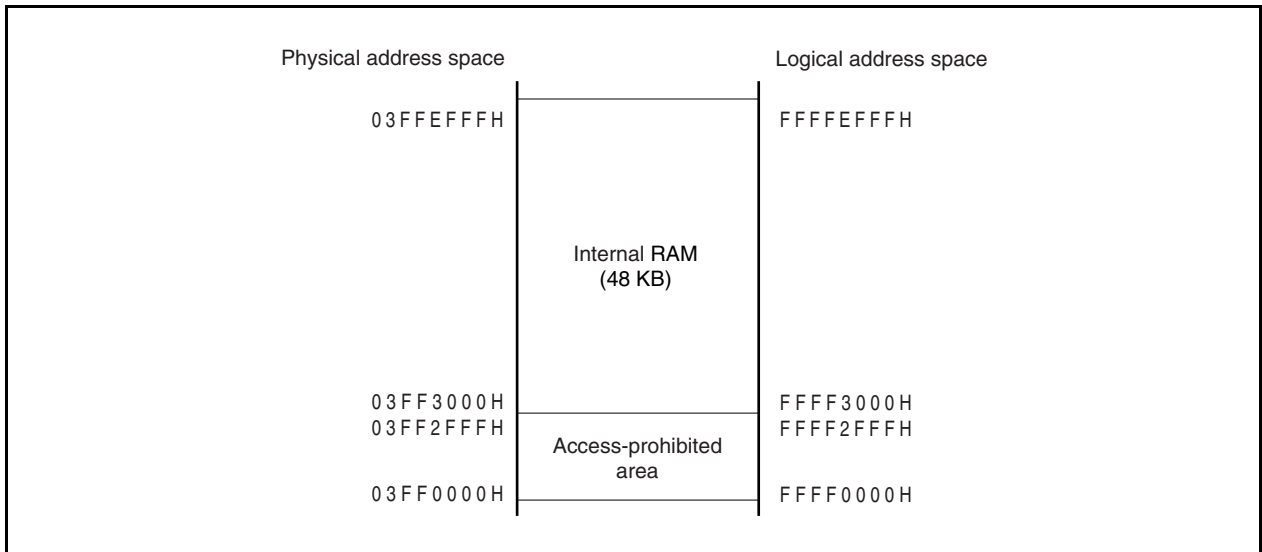 Physical address space
Logical address space
03FFEFFFH
FFFFEFFFH
Internal RAM
(48 KB)
03FF3000H
FFFF3000H
03FF2FFFH
FFFF2FFFH
Access-prohibited
area
03FF0000H
FFFF0000H